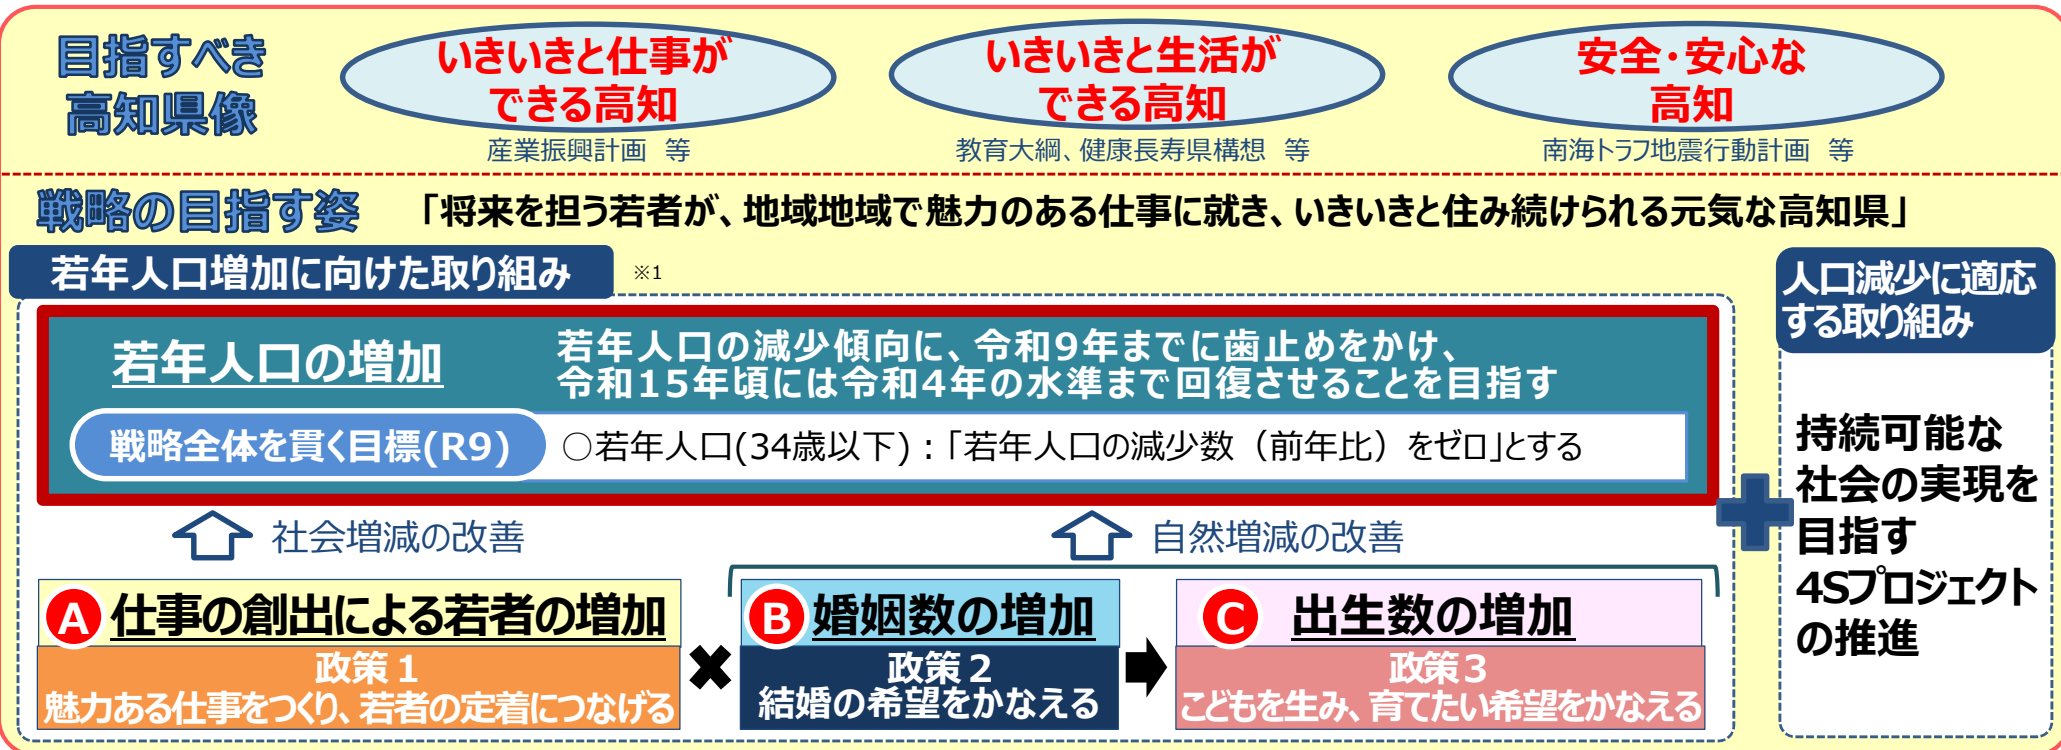 目指すべき
高知県像
いきいきと仕事が
できる高知
産業振興計画 等
いきいきと生活が
できる高知
教育大綱、健康長寿県構想 等
安全・安心な
高知
南海トラフ地震行動計画 等
戦略の目指す姿
「将来を担う若者が、地域地域で魅力のある仕事に就き、いきいきと住み続けられる元気な高知県」
若年人口増加に向けた取り組み
※1
若年人口の増加
若年人口の減少傾向に、令和9年までに歯止めをかけ、
令和15年頃には令和4年の水準まで回復させることを目指す
戦略全体を貫く目標(R9)
○若年人口(34歳以下)：「若年人口の減少数（前年比）をゼロ」とする
社会増減の改善
自然増減の改善
A 仕事の創出による若者の増加
政策1
魅力ある仕事をつくり、若者の定着につなげる
B 婚姻数の増加
政策2
結婚の希望をかなえる
C 出生数の増加
政策3
こどもを生み、育てたい希望をかなえる
人口減少に適応
する取り組み
持続可能な
社会の実現を
目指す
4Sプロジェクト
の推進